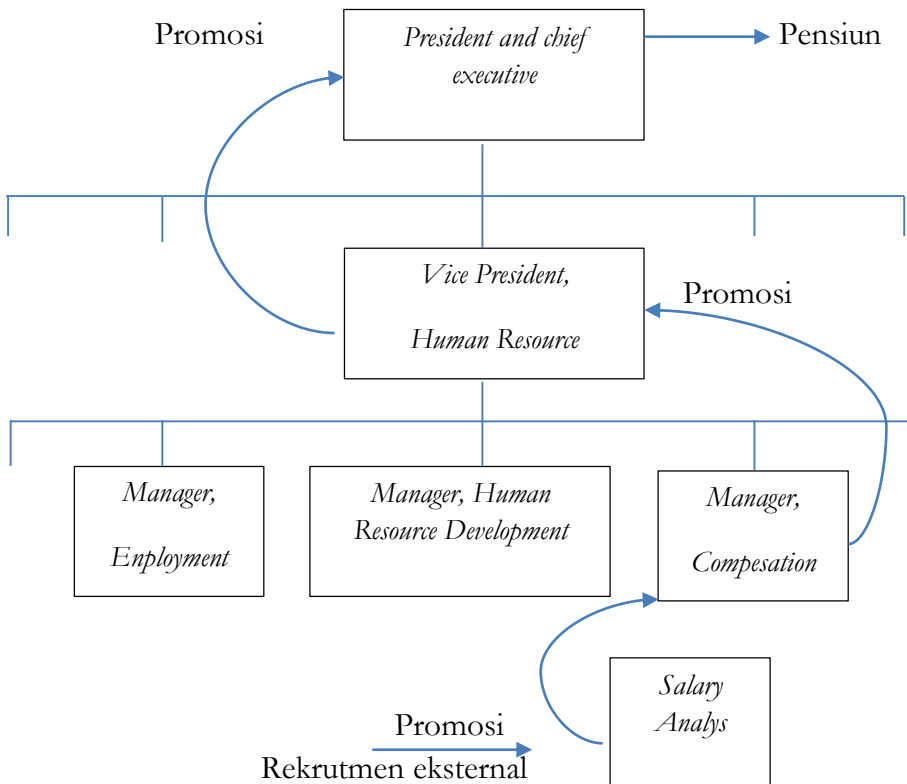 Promosi
President and chief
executive
Pensiun
Vice President,
Human Resource
Promosi
Manager,
Enployment
Manager, Human
Resource Development
Manager,
Compesation
Salary
Analys
Promosi
Rekrutmen eksternal